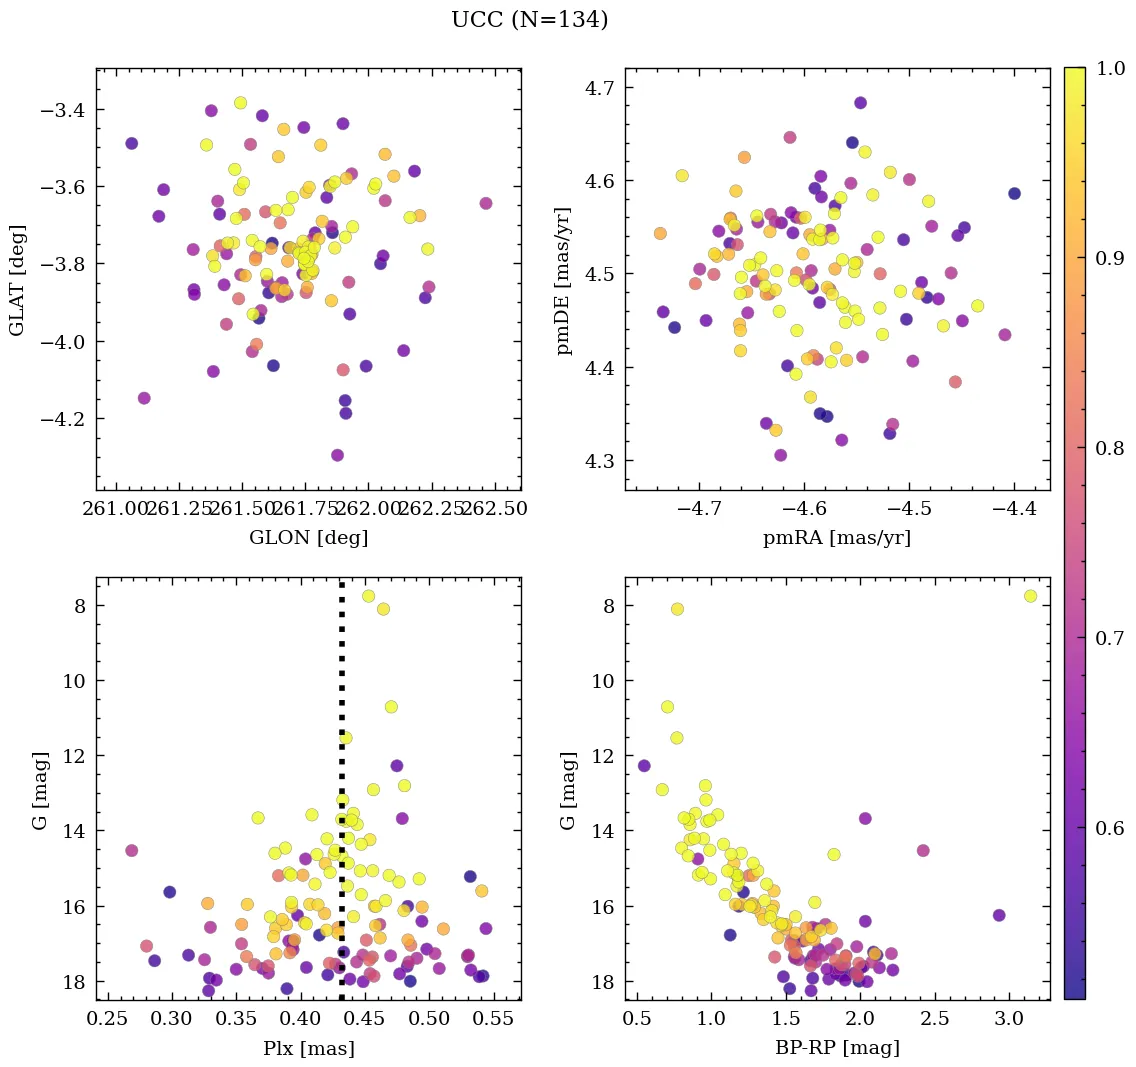 UCC (N=134)
−3.4
−3.6
−3.8
−4.0
−4.2
GLAT [deg]
261.00 261.25 261.50 261.75 262.00 262.25 262.50
GLON [deg]
4.7
4.6
4.5
4.4
4.3
pmDE [mas/yr]
−4.7 −4.6 −4.5 −4.4
pmRA [mas/yr]
8
10
12
14
16
18
G [mag]
0.25 0.30 0.35 0.40 0.45 0.50 0.55
Plx [mas]
8
10
12
14
16
18
G [mag]
0.5 1.0 1.5 2.0 2.5 3.0
BP-RP [mag]
1.0
0.9
0.8
0.7
0.6